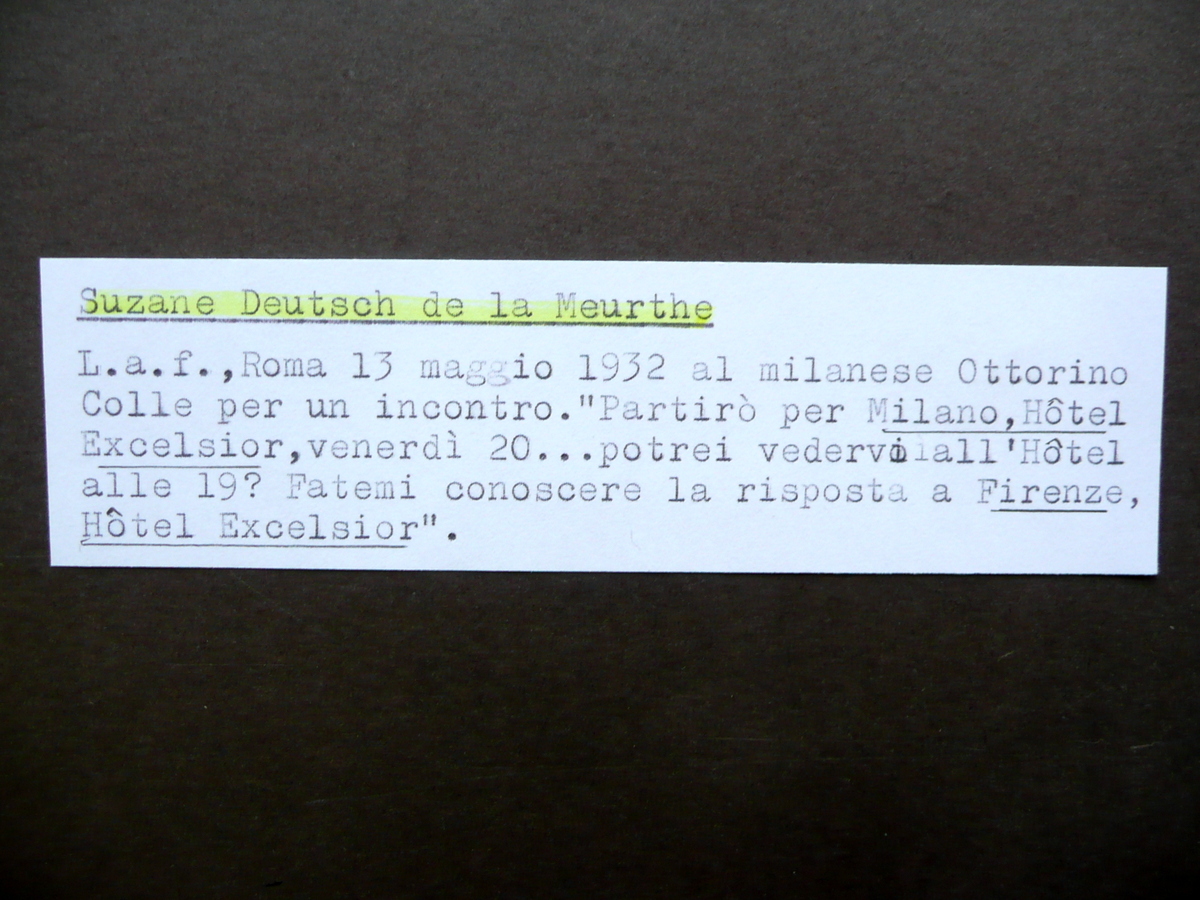 Suzane Deutsch de la Meurthe
L.a.f.,Roma 13 maggio 1932 al milanese Ottorino
Colle per un incontro."Partirò per Milano,Hôtel
Excelsior,venerdì 20...potrei vedervi all'Hôtel
alle 19? Fatemi conoscere la risposta a Firenze,
Hôtel Excelsior".